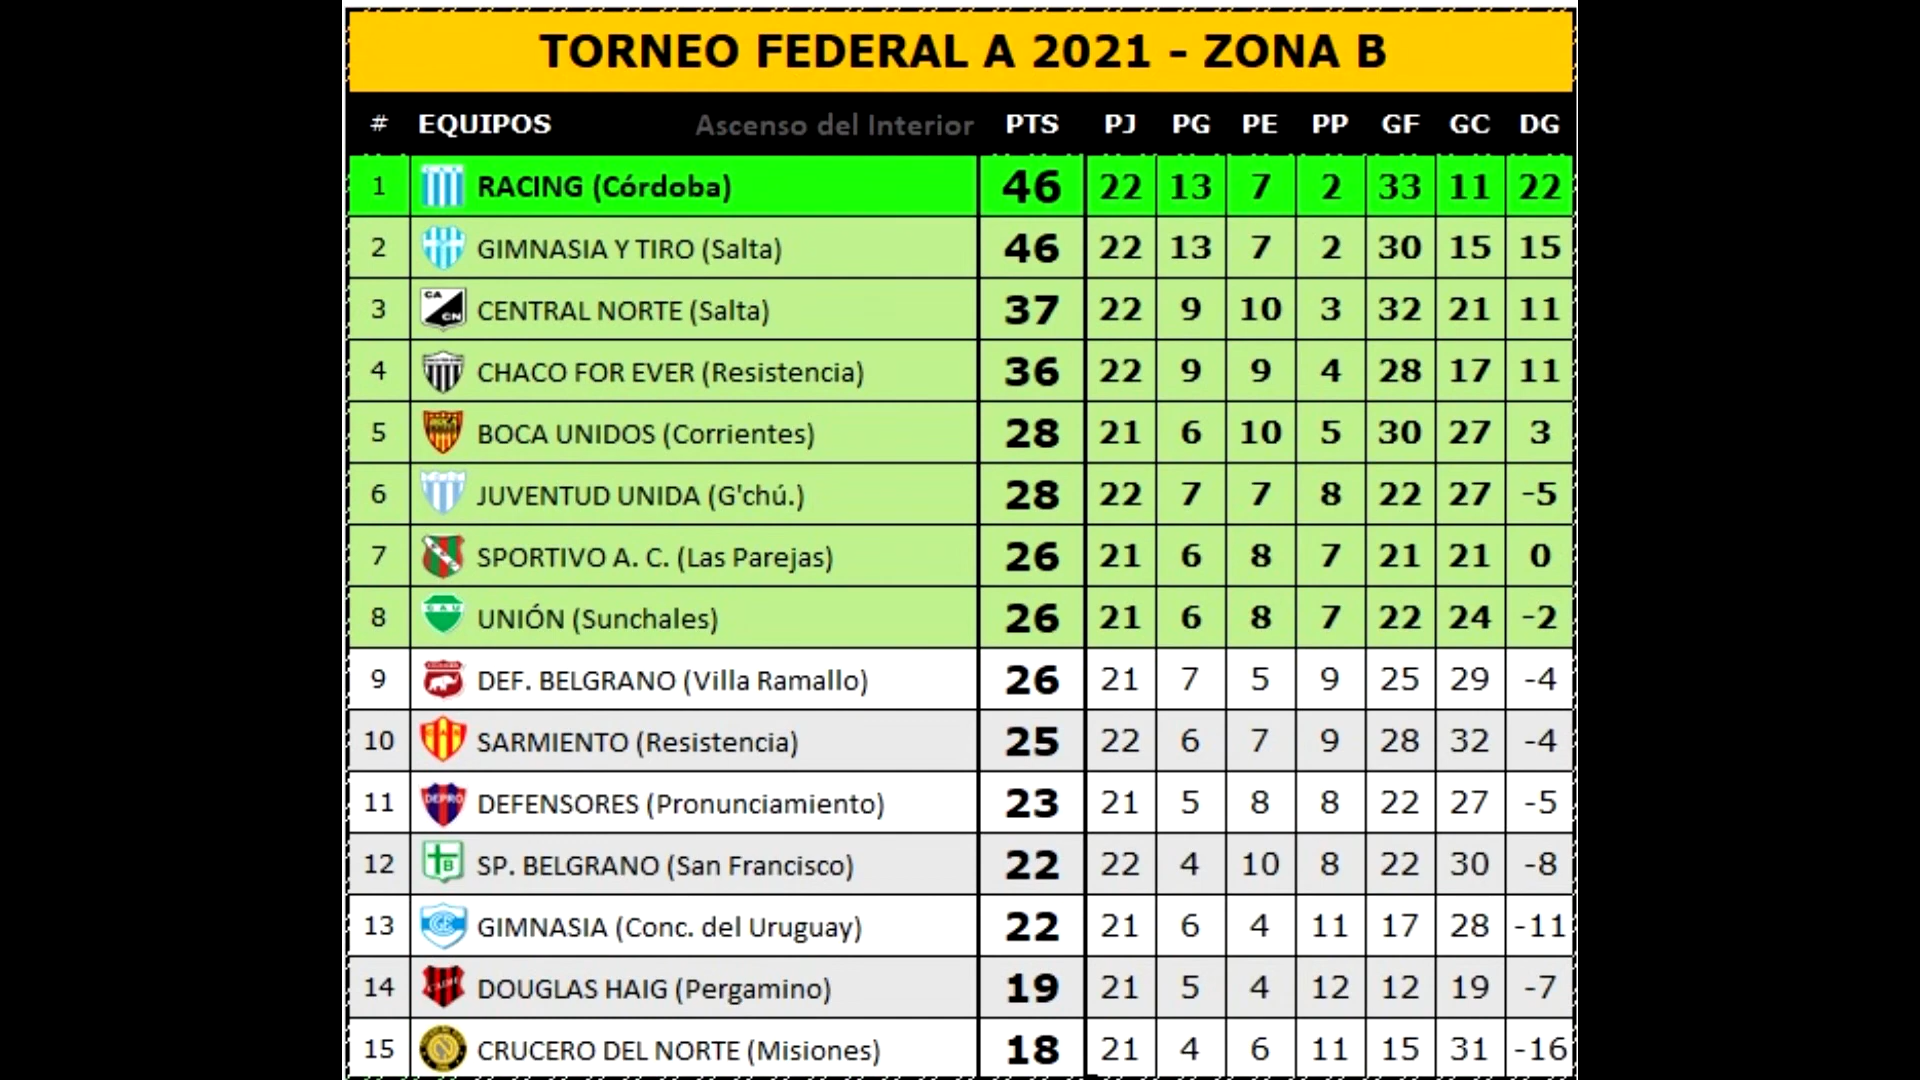 TORNEO FEDERAL A 2021 - ZONA B
# EQUIPOS Ascenso del Interior PTS PJ PG PE PP GF GC DG
1 RACING (Córdoba) 46 22 13 7 2 33 11 22
2 GIMNASIA Y TIRO (Salta) 46 22 13 7 2 30 15 15
3 CA CN CENTRAL NORTE (Salta) 37 22 9 10 3 32 21 11
4 CHACO FOR EVER (Resistencia) 36 22 9 9 4 28 17 11
5 BOCA UNIDOS (Corrientes) 28 21 6 10 5 30 27 3
6 JUVENTUD UNIDA (G'chú.) 28 22 7 7 8 22 27 -5
7 SPORTIVO A. C. (Las Parejas) 26 21 6 8 7 21 21 0
8 CAU UNIÓN (Sunchales) 26 21 6 8 7 22 24 -2
9 DEF. BELGRANO (Villa Ramallo) 26 21 7 5 9 25 29 -4
10 SARMIENTO (Resistencia) 25 22 6 7 9 28 32 -4
11 DEPRO DEFENSORES (Pronunciamiento) 23 21 5 8 8 22 27 -5
12 B SP. BELGRANO (San Francisco) 22 22 4 10 8 22 30 -8
13 GIMNASIA (Conc. del Uruguay) 22 21 6 4 11 17 28 -11
14 DOUGLAS HAIG (Pergamino) 19 21 5 4 12 12 19 -7
15 CRUCERO DEL NORTE (Misiones) 18 21 4 6 11 15 31 -16